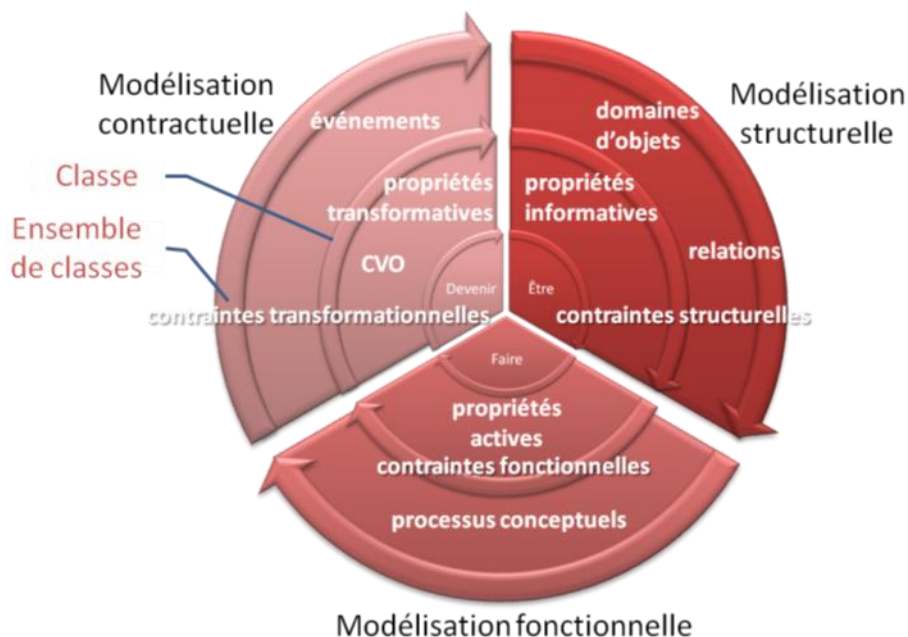 Modélisation
contractuelle
Modélisation
structurelle
événements
domaines
d'objets
Classe
propriétés
transformatives
propriétés
informatives
Ensemble
de classes
CVO
relations
Devenir
Être
contraintes transformationnelles
contraintes structurelles
Faire
propriétés
actives
contraintes fonctionnelles
processus conceptuels
Modélisation fonctionnelle